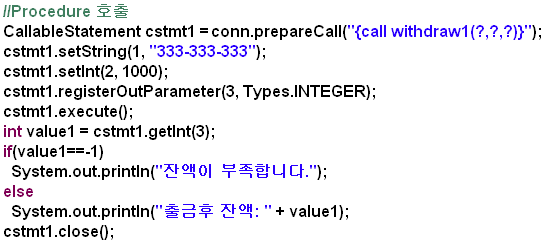 //Procedure 호출
CallableStatement cstmt1 = conn.prepareCall("{call withdraw1(?,?,?)}");
cstmt1.setString(1, "333-333-333");
cstmt1.setInt(2, 1000);
cstmt1.registerOutParameter(3, Types.INTEGER);
cstmt1.execute();
int value1 = cstmt1.getInt(3);
if(value1==-1)
System.out.println("잔액이 부족합니다.");
else
System.out.println("출금후 잔액: " + value1);
cstmt1.close();